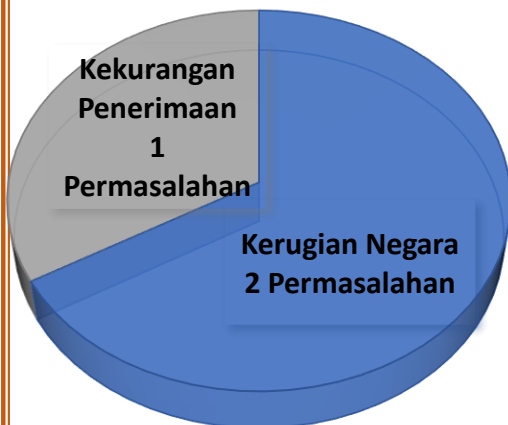 Kekurangan
Penerimaan
1
Permasalahan
Kerugian Negara
2 Permasalahan